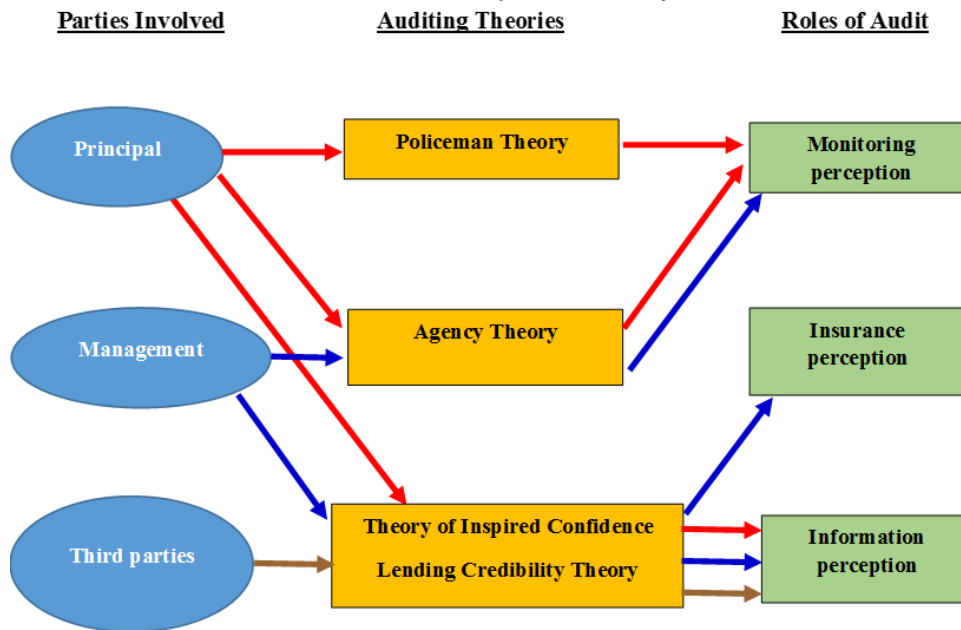 Parties Involved
Auditing Theories
Roles of Audit
Principal
Policeman Theory
Monitoring
perception
Management
Agency Theory
Insurance
perception
Third parties
Theory of Inspired Confidence
Lending Credibility Theory
Information
perception